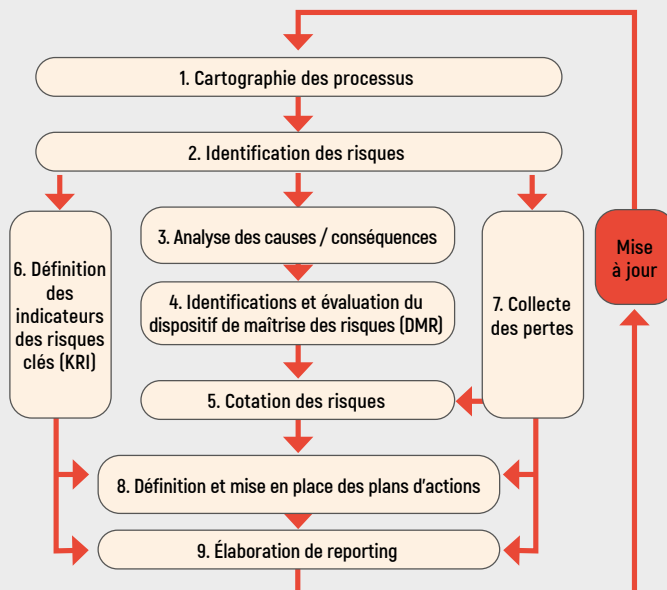 1. Cartographie des processus
2. Identification des risques
3. Analyse des causes / conséquences
4. Identifications et évaluation du
dispositif de maîtrise des risques (DMR)
5. Cotation des risques
6. Définition
des
indicateurs
des risques
clés (KRI)
7. Collecte
des pertes
Mise
à jour
8. Définition et mise en place des plans d'actions
9. Élaboration de reporting